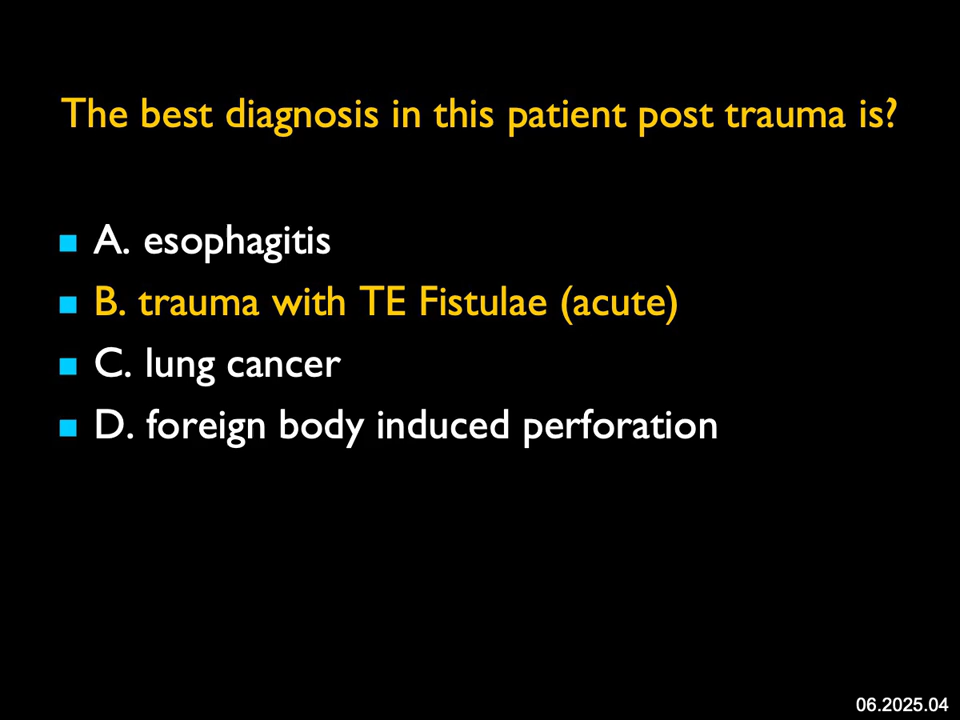 The best diagnosis in this patient post trauma is?
A. esophagitis
B. trauma with TE Fistulae (acute)
C. lung cancer
D. foreign body induced perforation
06.2025.04